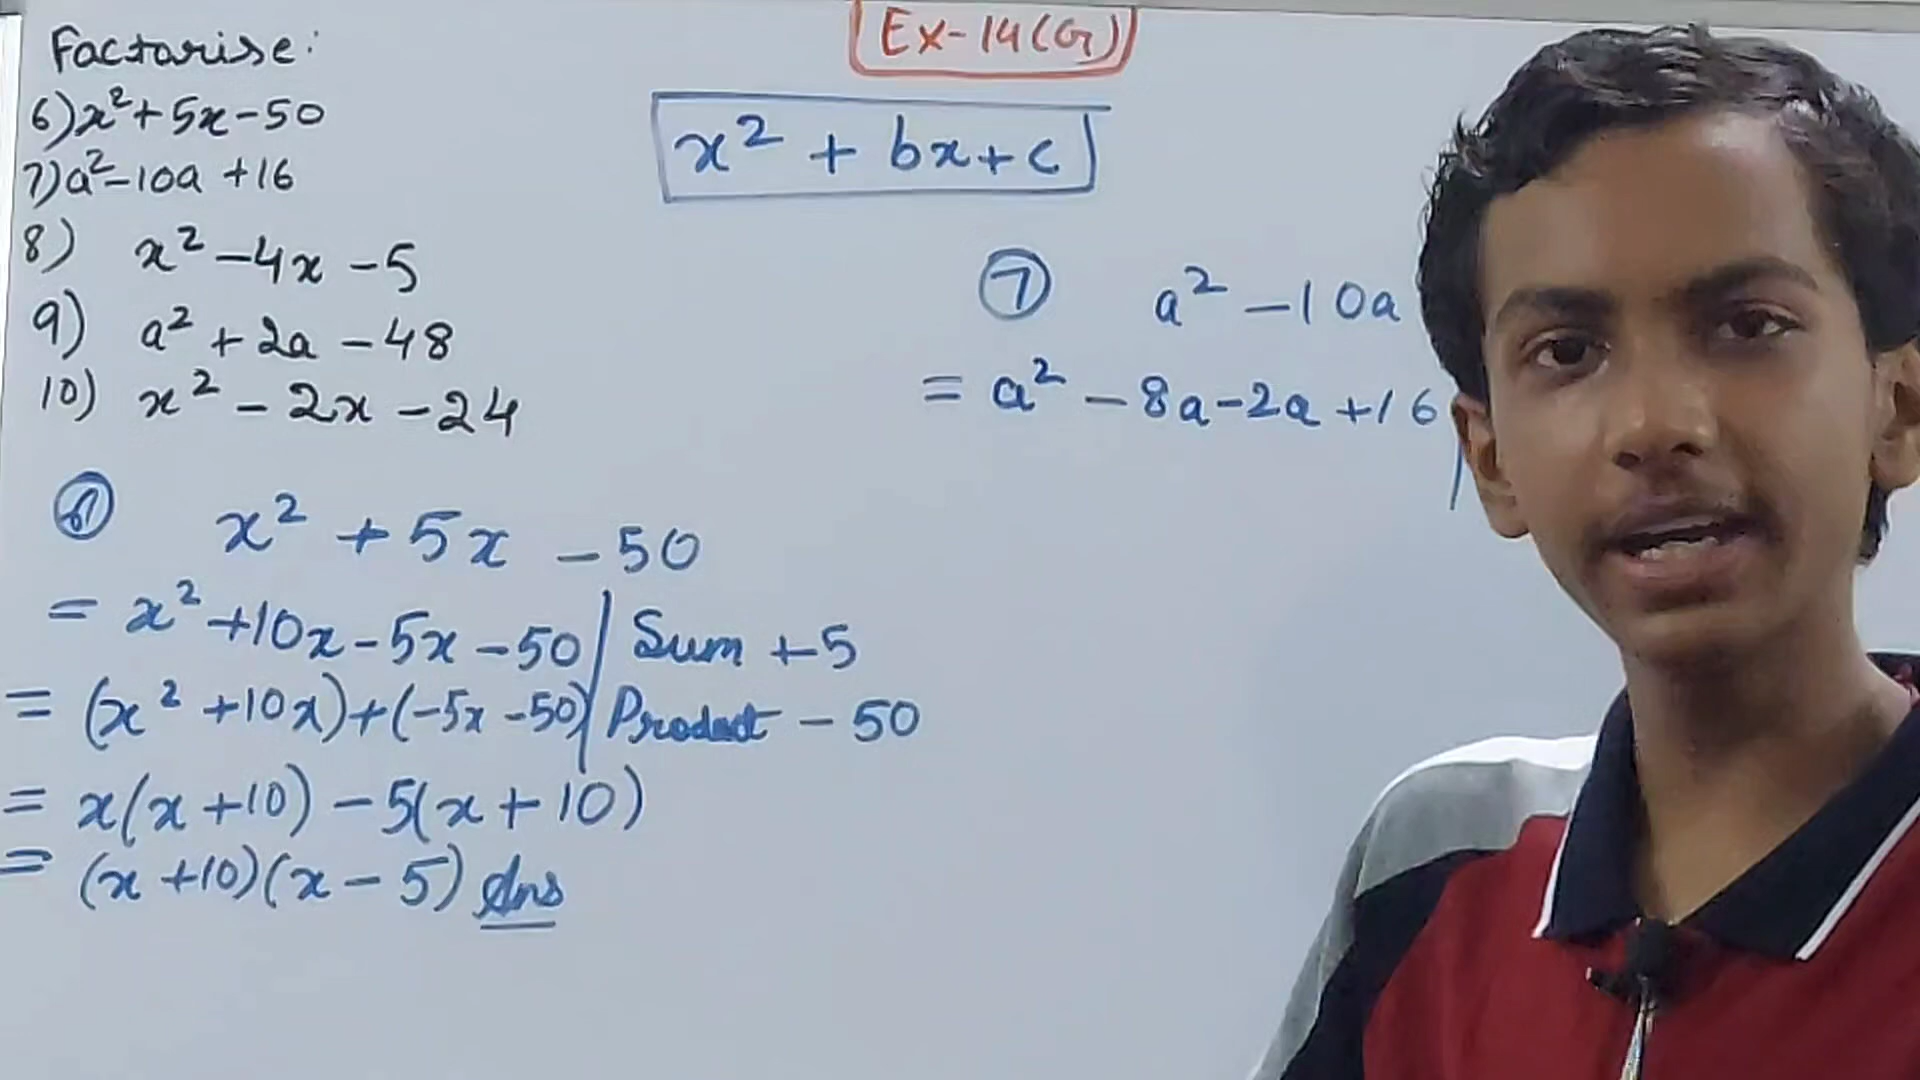 Factorise:
6) x² + 5x - 50
7) a² - 10a + 16
8) x² - 4x - 5
9) a² + 2a - 48
10) x² - 2x - 24
Ex-14(G)
x² + bx + c
⑥ x² + 5x - 50
= x² + 10x - 5x - 50 | Sum + 5
= (x² + 10x) + (-5x - 50) | Product - 50
= x(x + 10) - 5(x + 10)
= (x + 10)(x - 5) Ans
⑦ a² - 10a
= a² - 8a - 2a + 16 |